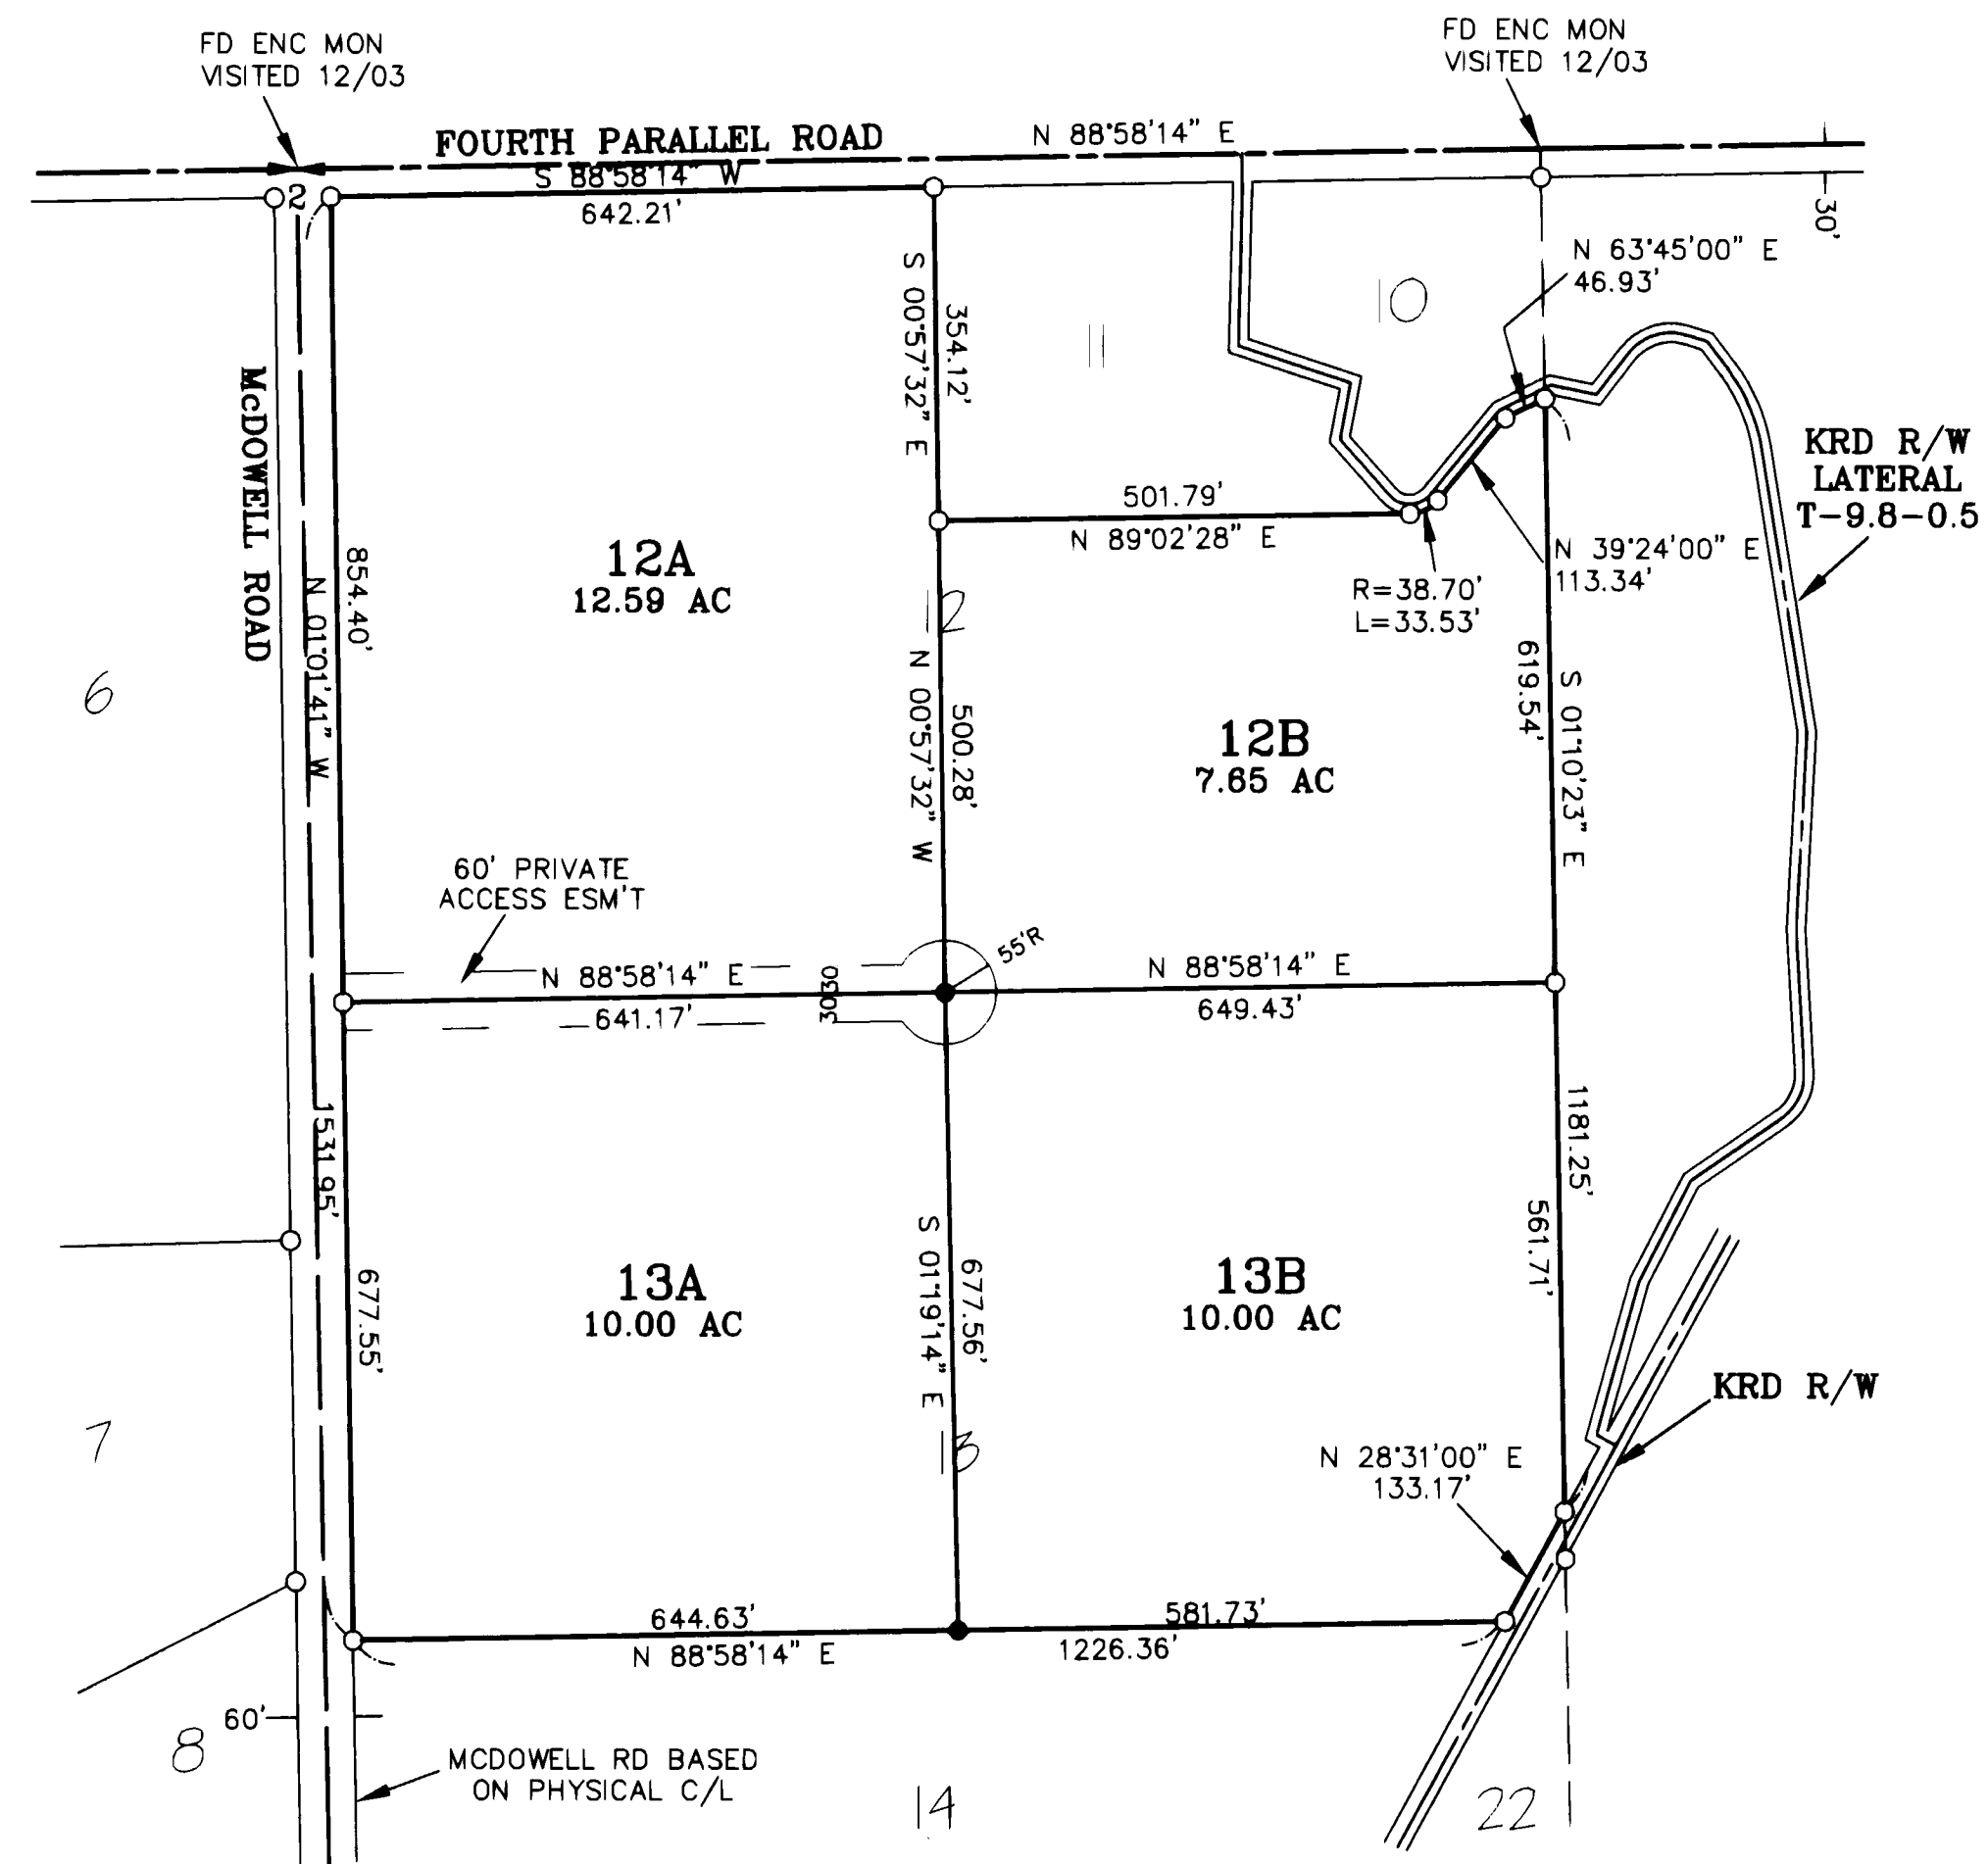 FD ENC MON
VISITED 12/03
FD ENC MON
VISITED 12/03
FOURTH PARALLEL ROAD
N 88°58'14" E
S 88°58'14" W
642.21'
2
30'
N 63°45'00" E
46.93'
10
11
S 00°57'32" E
354.12'
McDOWELL ROAD
KRD R/W
LATERAL
T-9.8-0.5
501.79'
N 89°02'28" E
N 39°24'00" E
113.34'
R=38.70'
L=33.53'
12A
12.59 AC
12
854.40'
N 01°01'41" W
6
N 00°57'32" W
500.28'
12B
7.65 AC
619.54'
S 01°10'23" E
60' PRIVATE
ACCESS ESM'T
55'R
N 88°58'14" E
641.17'
3030
N 88°58'14" E
649.43'
1531.95'
1181.25'
561.71'
S 01°19'14" E
677.56'
677.55'
13A
10.00 AC
13B
10.00 AC
KRD R/W
13
7
N 28°31'00" E
133.17'
644.63'
N 88°58'14" E
581.73'
1226.36'
60'
8
MCDOWELL RD BASED
ON PHYSICAL C/L
14
22